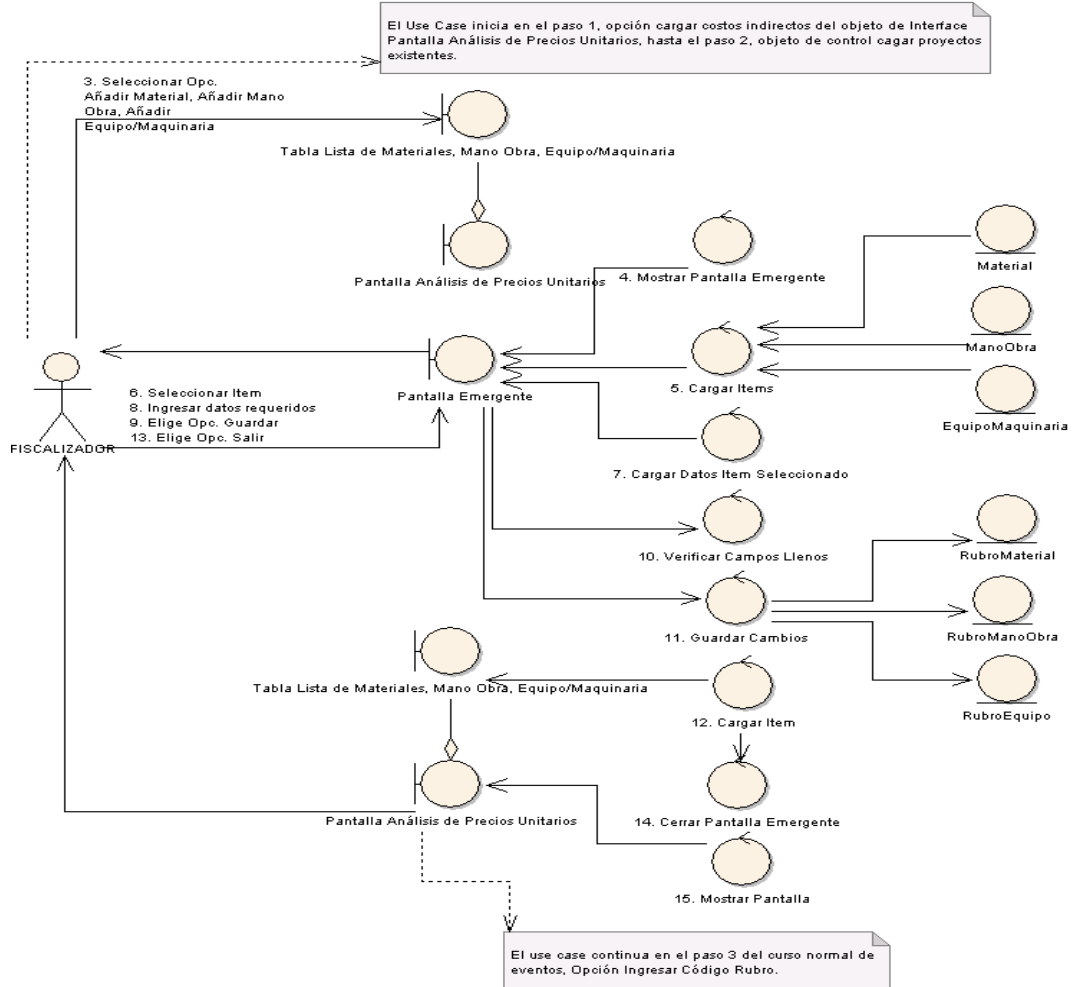 El Use Case inicia en el paso 1, opción cargar costos indirectos del objeto de Interface
Pantalla Análisis de Precios Unitarios, hasta el paso 2, objeto de control cagar proyectos
existentes.
3. Seleccionar Opc.
Añadir Material, Añadir Mano
Obra, Añadir
Equipo/Maquinaria
Tabla Lista de Materiales, Mano Obra, Equipo/Maquinaria
Pantalla Análisis de Precios Unitarios
4. Mostrar Pantalla Emergente
Material
ManoObra
5. Cargar Items
Pantalla Emergente
EquipoMaquinaria
6. Seleccionar Item
8. Ingresar datos requeridos
9. Elige Opc. Guardar
13. Elige Opc. Salir
FISCALIZADOR
7. Cargar Datos Item Seleccionado
10. Verificar Campos Llenos
RubroMaterial
11. Guardar Cambios
RubroManoObra
Tabla Lista de Materiales, Mano Obra, Equipo/Maquinaria
12. Cargar Item
RubroEquipo
Pantalla Análisis de Precios Unitarios
14. Cerrar Pantalla Emergente
15. Mostrar Pantalla
El use case continua en el paso 3 del curso normal de
eventos, Opción Ingresar Código Rubro.